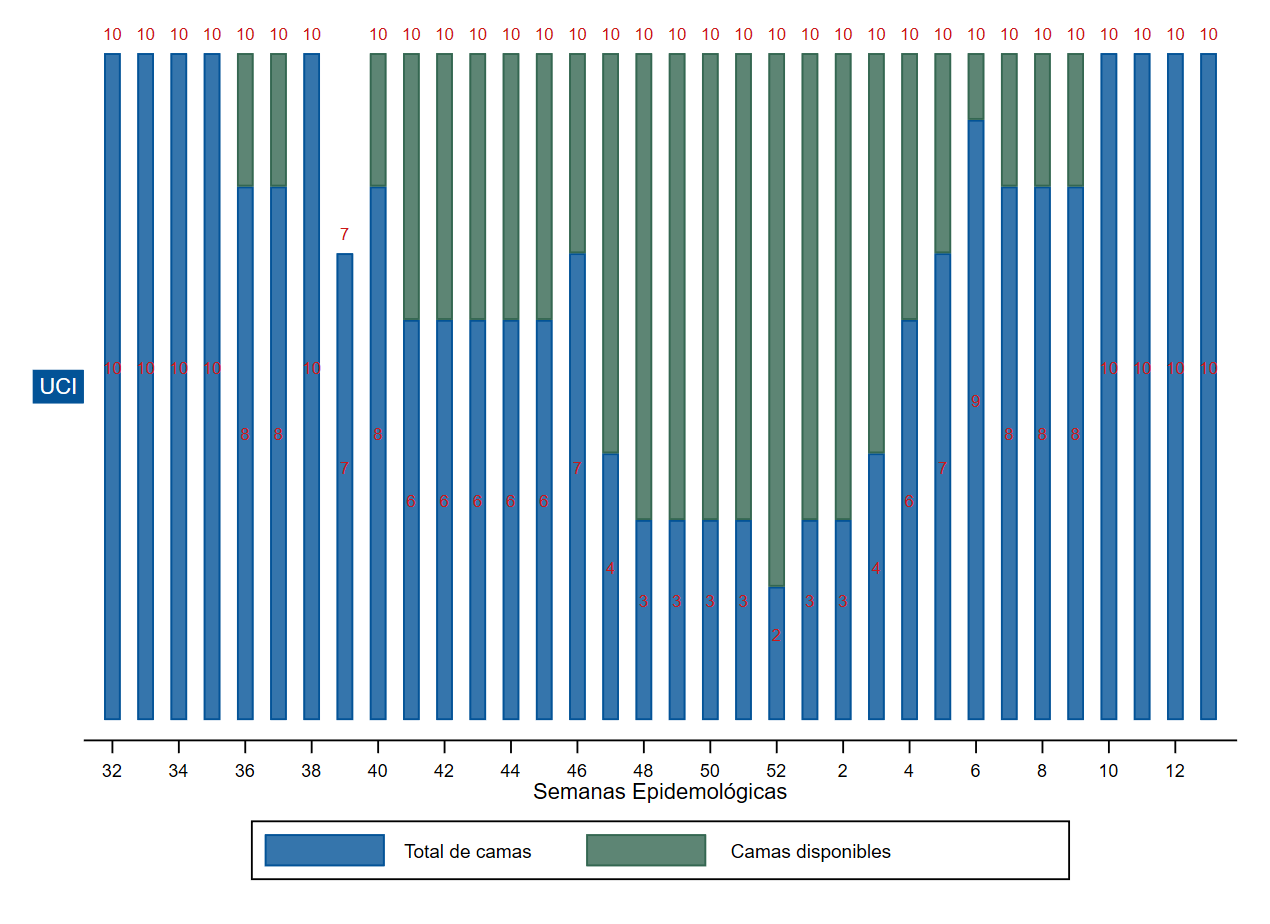 10 10 10 10 10 10 10 10 10 10 10 10 10 10 10 10 10 10 10 10 10 10 10 10 10 10 10 10 10 10 10 10 10
7
10 10 10 10 10 10 10 10 10
UCI
9
8 8 8 8 8 8
7 7 7
6 6 6 6 6 6
4 4
3 3 3 3 3 3
2
32 34 36 38 40 42 44 46 48 50 52 2 4 6 8 10 12
Semanas Epidemológicas
Total de camas Camas disponibles